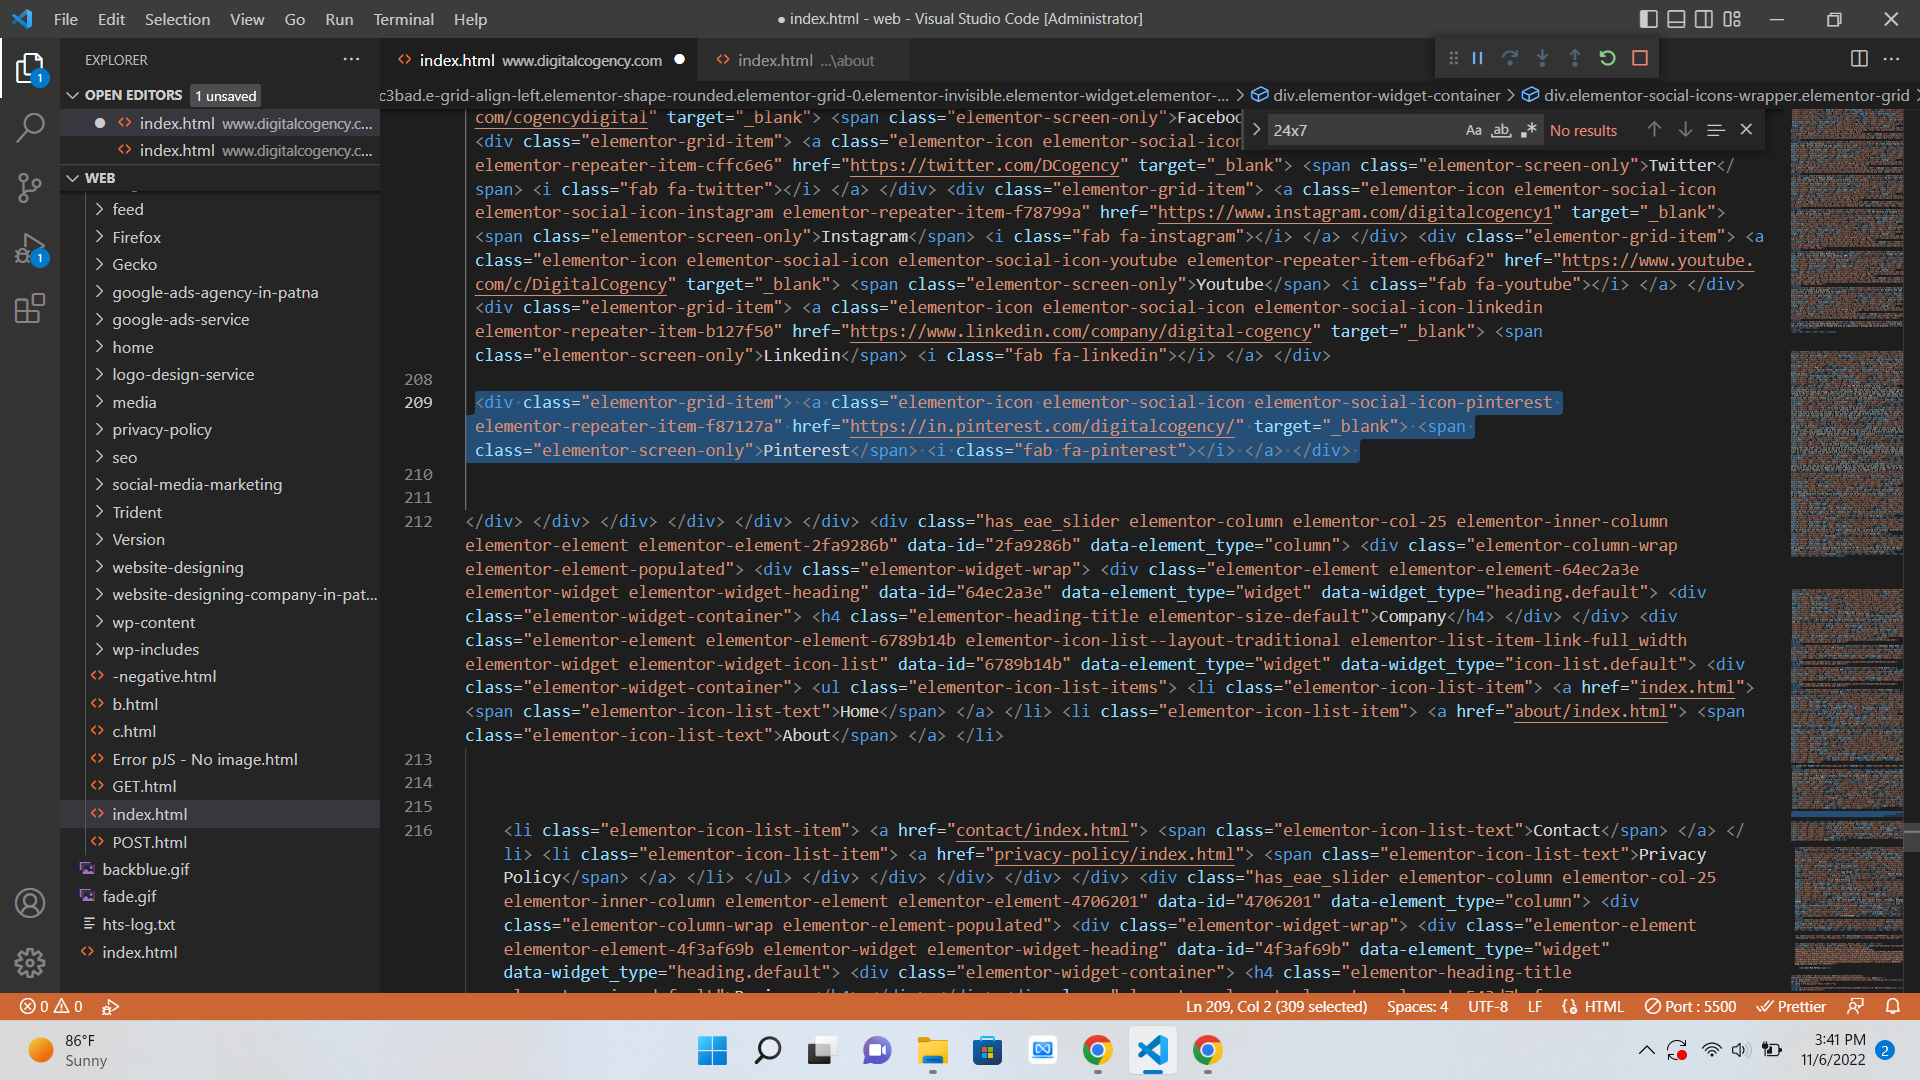 File Edit Selection View Go Run Terminal Help
● index.html - web - Visual Studio Code [Administrator]
EXPLORER
index.html www.digitalcogency.com
index.html ...\about
OPEN EDITORS 1 unsaved
index.html www.digitalcogency.c...
index.html www.digitalcogency.c...
WEB
feed
Firefox
Gecko
google-ads-agency-in-patna
google-ads-service
home
logo-design-service
media
privacy-policy
seo
social-media-marketing
Trident
Version
website-designing
website-designing-company-in-pat...
wp-content
wp-includes
-negative.html
b.html
c.html
Error pJS - No image.html
GET.html
index.html
POST.html
backblue.gif
fade.gif
hts-log.txt
index.html
c3bad.e-grid-align-left.elementor-shape-rounded.elementor-grid-0.elementor-invisible.elementor-widget.elementor-... > div.elementor-widget-container > div.elementor-social-icons-wrapper.elementor-grid
24x7 Aa ab No results
com/cogencydigital" target="_blank"> <span class="elementor-screen-only">Faceboo
<div class="elementor-grid-item"> <a class="elementor-icon elementor-social-icon
elementor-repeater-item-cffc6e6" href="https://twitter.com/DCogency" target="_blank"> <span class="elementor-screen-only">Twitter</
span> <i class="fab fa-twitter"></i> </a> </div> <div class="elementor-grid-item"> <a class="elementor-icon elementor-social-icon
elementor-social-icon-instagram elementor-repeater-item-f78799a" href="https://www.instagram.com/digitalcogency1" target="_blank">
<span class="elementor-screen-only">Instagram</span> <i class="fab fa-instagram"></i> </a> </div> <div class="elementor-grid-item"> <a
class="elementor-icon elementor-social-icon elementor-social-icon-youtube elementor-repeater-item-efb6af2" href="https://www.youtube.
com/c/DigitalCogency" target="_blank"> <span class="elementor-screen-only">Youtube</span> <i class="fab fa-youtube"></i> </a> </div>
<div class="elementor-grid-item"> <a class="elementor-icon elementor-social-icon elementor-social-icon-linkedin
elementor-repeater-item-b127f50" href="https://www.linkedin.com/company/digital-cogency" target="_blank"> <span
class="elementor-screen-only">Linkedin</span> <i class="fab fa-linkedin"></i> </a> </div>
208
209 <div class="elementor-grid-item"> <a class="elementor-icon elementor-social-icon elementor-social-icon-pinterest
elementor-repeater-item-f87127a" href="https://in.pinterest.com/digitalcogency/" target="_blank"> <span
class="elementor-screen-only">Pinterest</span> <i class="fab fa-pinterest"></i> </a> </div>
210
211
212 </div> </div> </div> </div> </div> </div> <div class="has_eae_slider elementor-column elementor-col-25 elementor-inner-column
elementor-element elementor-element-2fa9286b" data-id="2fa9286b" data-element_type="column"> <div class="elementor-column-wrap
elementor-element-populated"> <div class="elementor-widget-wrap"> <div class="elementor-element elementor-element-64ec2a3e
elementor-widget elementor-widget-heading" data-id="64ec2a3e" data-element_type="widget" data-widget_type="heading.default"> <div
class="elementor-widget-container"> <h4 class="elementor-heading-title elementor-size-default">Company</h4> </div> </div> <div
class="elementor-element elementor-element-6789b14b elementor-icon-list--layout-traditional elementor-list-item-link-full_width
elementor-widget elementor-widget-icon-list" data-id="6789b14b" data-element_type="widget" data-widget_type="icon-list.default"> <div
class="elementor-widget-container"> <ul class="elementor-icon-list-items"> <li class="elementor-icon-list-item"> <a href="index.html">
<span class="elementor-icon-list-text">Home</span> </a> </li> <li class="elementor-icon-list-item"> <a href="about/index.html"> <span
class="elementor-icon-list-text">About</span> </a> </li>
213
214
215
216 <li class="elementor-icon-list-item"> <a href="contact/index.html"> <span class="elementor-icon-list-text">Contact</span> </a> </
li> <li class="elementor-icon-list-item"> <a href="privacy-policy/index.html"> <span class="elementor-icon-list-text">Privacy
Policy</span> </a> </li> </ul> </div> </div> </div> </div> </div> <div class="has_eae_slider elementor-column elementor-col-25
elementor-inner-column elementor-element elementor-element-4706201" data-id="4706201" data-element_type="column"> <div
class="elementor-column-wrap elementor-element-populated"> <div class="elementor-widget-wrap"> <div class="elementor-element
elementor-element-4f3af69b elementor-widget elementor-widget-heading" data-id="4f3af69b" data-element_type="widget"
data-widget_type="heading.default"> <div class="elementor-widget-container"> <h4 class="elementor-heading-title
0 0 Ln 209, Col 2 (309 selected) Spaces: 4 UTF-8 LF HTML Port : 5500 Prettier
86°F
Sunny
3:41 PM
11/6/2022 2